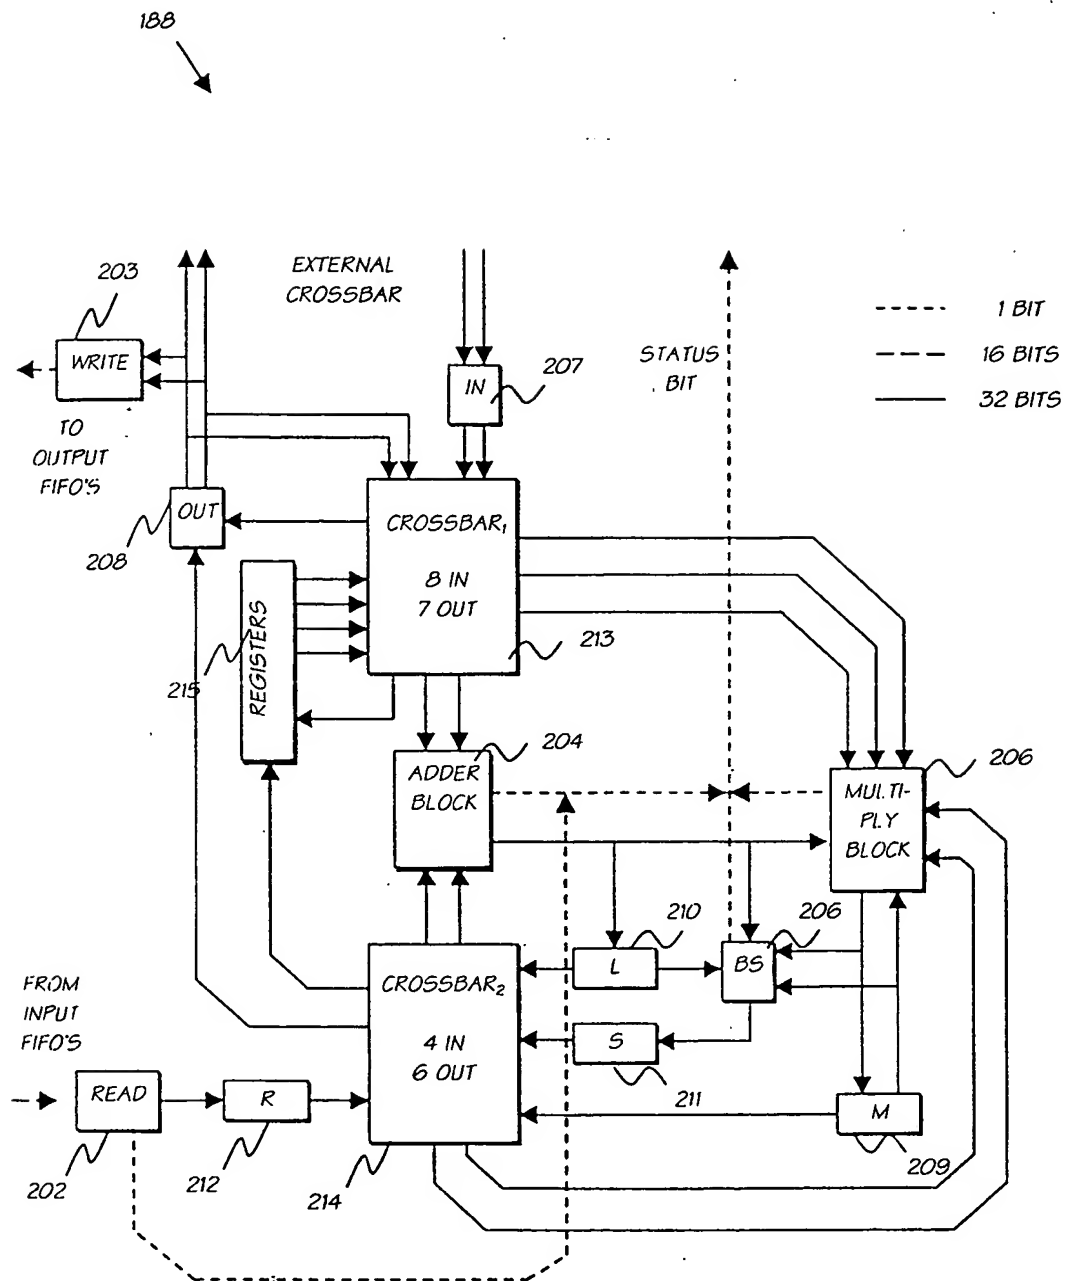 188
203
EXTERNAL
CROSSBAR
1 BIT
WRITE
STATUS
BIT
16 BITS
207
IN
32 BITS
TO
OUTPUT
FIFO'S
OUT
208
CROSSBAR₁
8 IN
7 OUT
REGISTERS
213
215
204
206
ADDER
BLOCK
MULTI-
PLY
BLOCK
210
206
L
BS
FROM
INPUT
FIFO'S
CROSSBAR₂
4 IN
6 OUT
S
READ
R
211
M
202
212
214
209